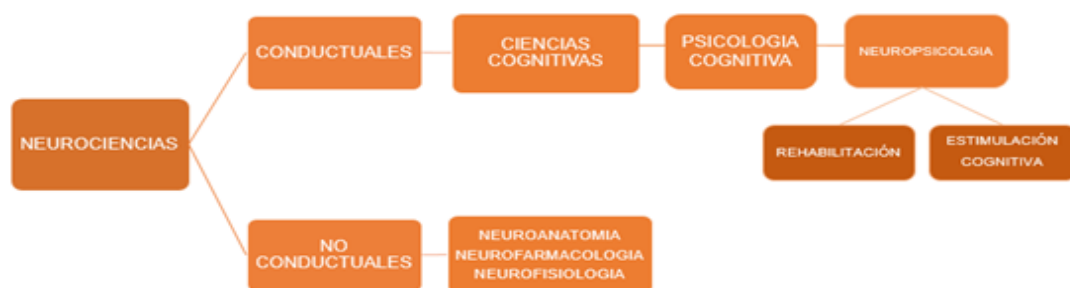 NEUROCIENCIAS
CONDUCTUALES
CIENCIAS
COGNITIVAS
PSICOLOGIA
COGNITIVA
NEUROPSICOLGIA
REHABILITACIÓN
ESTIMULACIÓN
COGNITIVA
NO
CONDUCTUALES
NEUROANATOMIA
NEUROFARMACOLOGIA
NEUROFISIOLOGIA